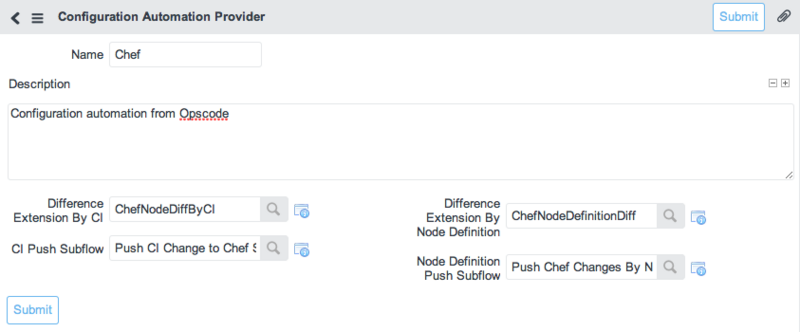 Configuration Automation Provider
Submit
Name
Chef
Description
Configuration automation from Opscode
Difference
Extension By CI
ChefNodeDiffByCI
Difference
Extension By
Node Definition
ChefNodeDefinitionDiff
CI Push Subflow
Push CI Change to Chef S
Node Definition
Push Subflow
Push Chef Changes By N
Submit